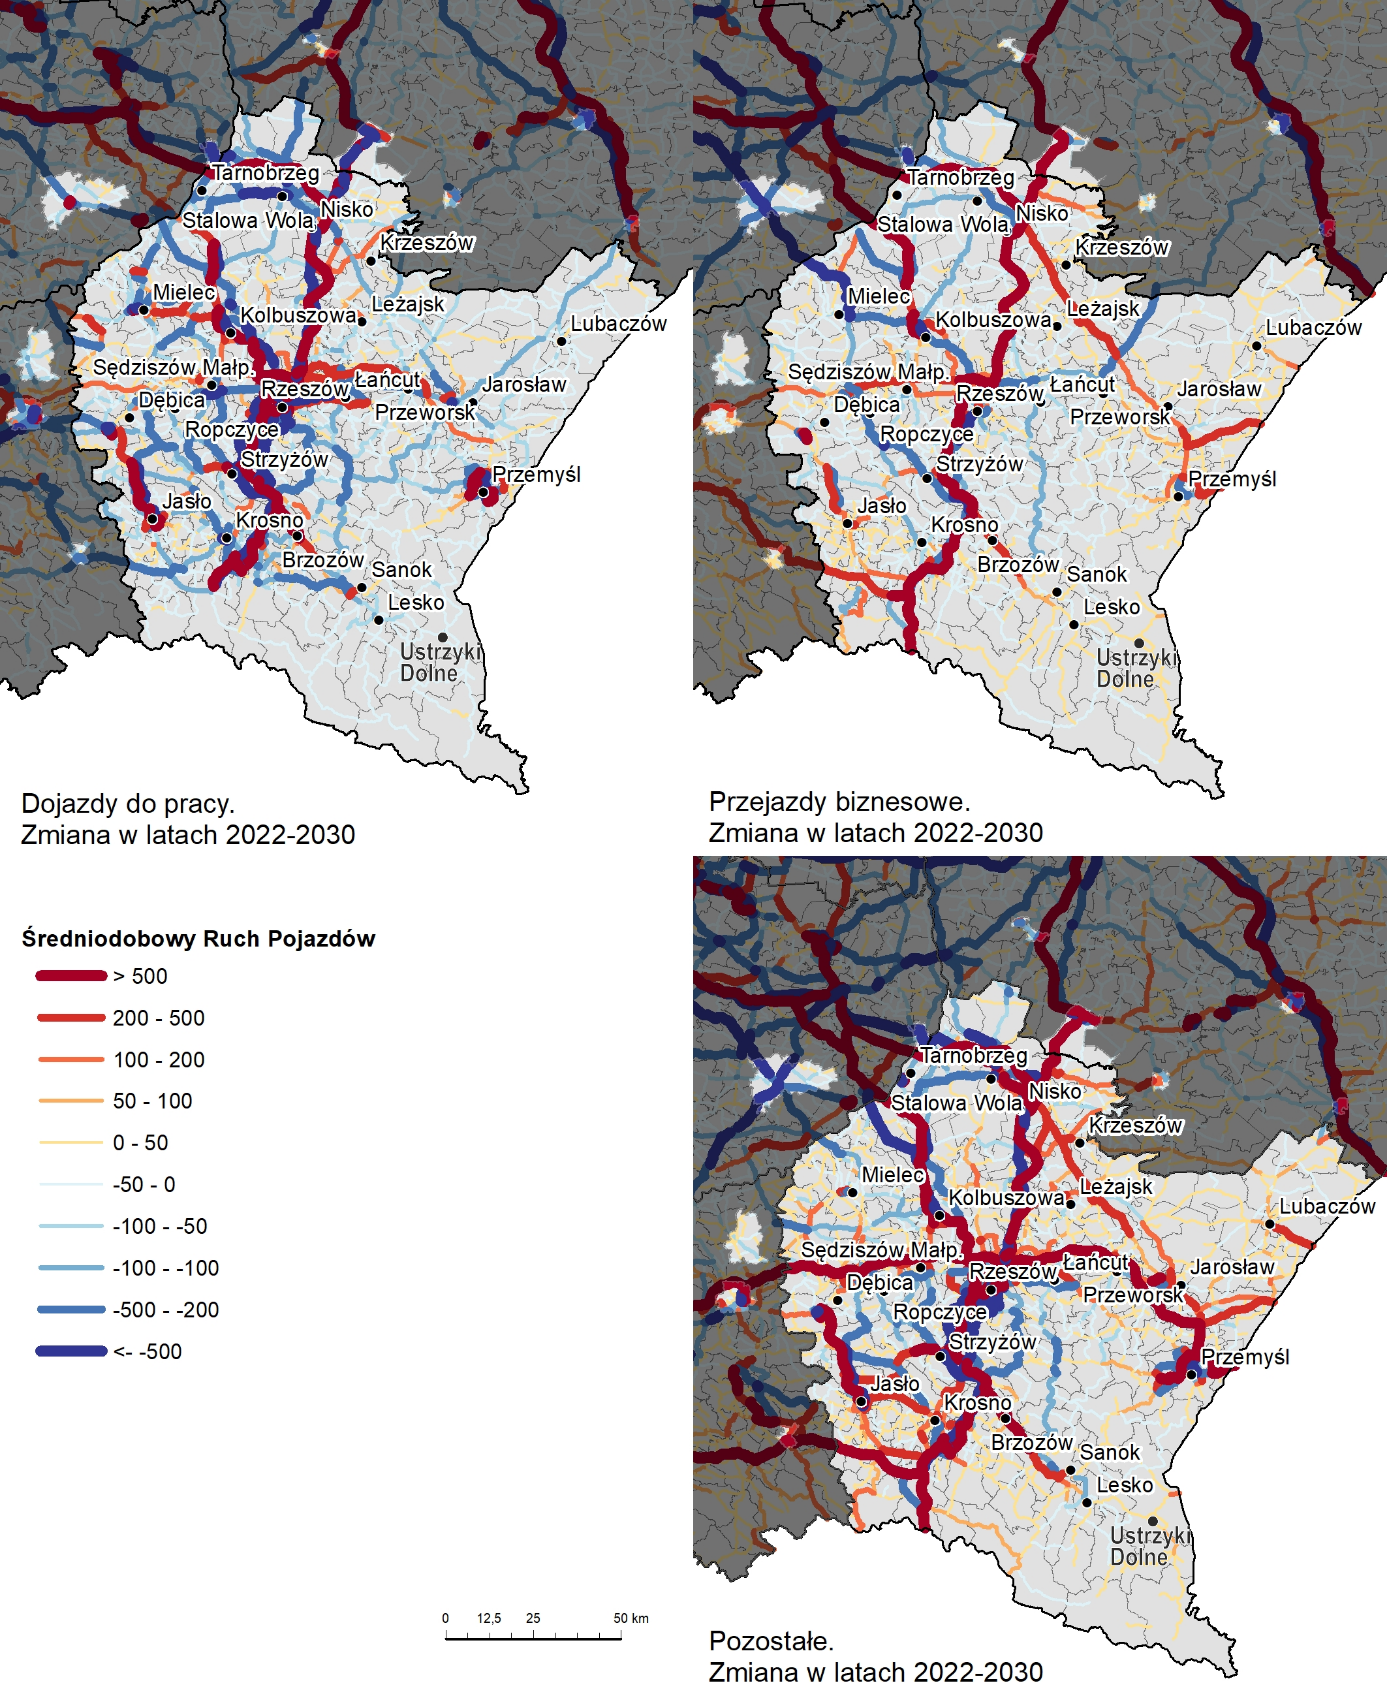 Tarnobrzeg
Stalowa Wola
Nisko
Krzeszów
Mielec
Kolbuszowa
Leżajsk
Lubaczów
Sędziszów Małp.
Rzeszów
Łańcut
Jarosław
Dębica
Przeworsk
Ropczyce
Strzyżów
Przemyśl
Jasło
Krosno
Brzozów
Sanok
Lesko
Ustrzyki
Dolne
Dojazdy do pracy.
Zmiana w latach 2022-2030
Tarnobrzeg
Stalowa Wola
Nisko
Krzeszów
Mielec
Kolbuszowa
Leżajsk
Lubaczów
Sędziszów Małp.
Rzeszów
Łańcut
Jarosław
Dębica
Przeworsk
Ropczyce
Strzyżów
Przemyśl
Jasło
Krosno
Brzozów
Sanok
Lesko
Ustrzyki
Dolne
Przejazdy biznesowe.
Zmiana w latach 2022-2030
Średniodobowy Ruch Pojazdów
> 500
200 - 500
100 - 200
50 - 100
0 - 50
-50 - 0
-100 - -50
-100 - -100
-500 - -200
<- -500
0 12,5 25 50 km
Tarnobrzeg
Stalowa Wola
Nisko
Krzeszów
Mielec
Kolbuszowa
Leżajsk
Lubaczów
Sędziszów Małp.
Rzeszów
Łańcut
Jarosław
Dębica
Przeworsk
Ropczyce
Strzyżów
Przemyśl
Jasło
Krosno
Brzozów
Sanok
Lesko
Ustrzyki
Dolne
Pozostałe.
Zmiana w latach 2022-2030